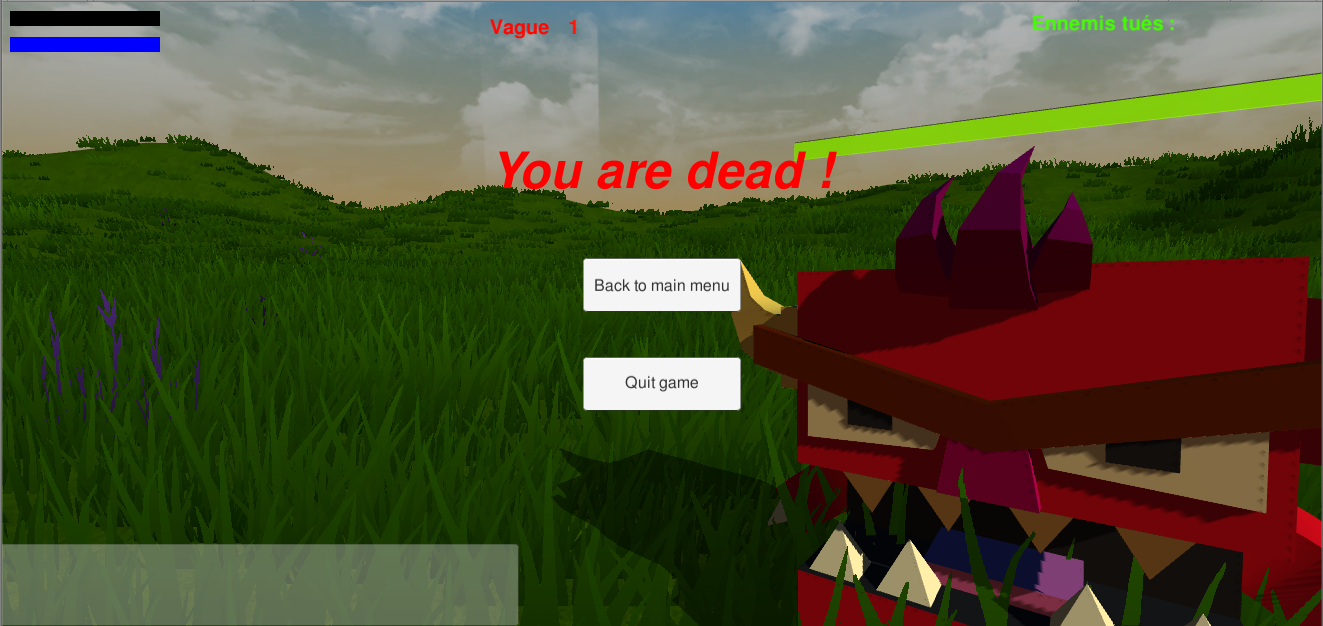 Vague 1
Ennemis tués :
You are dead !
Back to main menu
Quit game